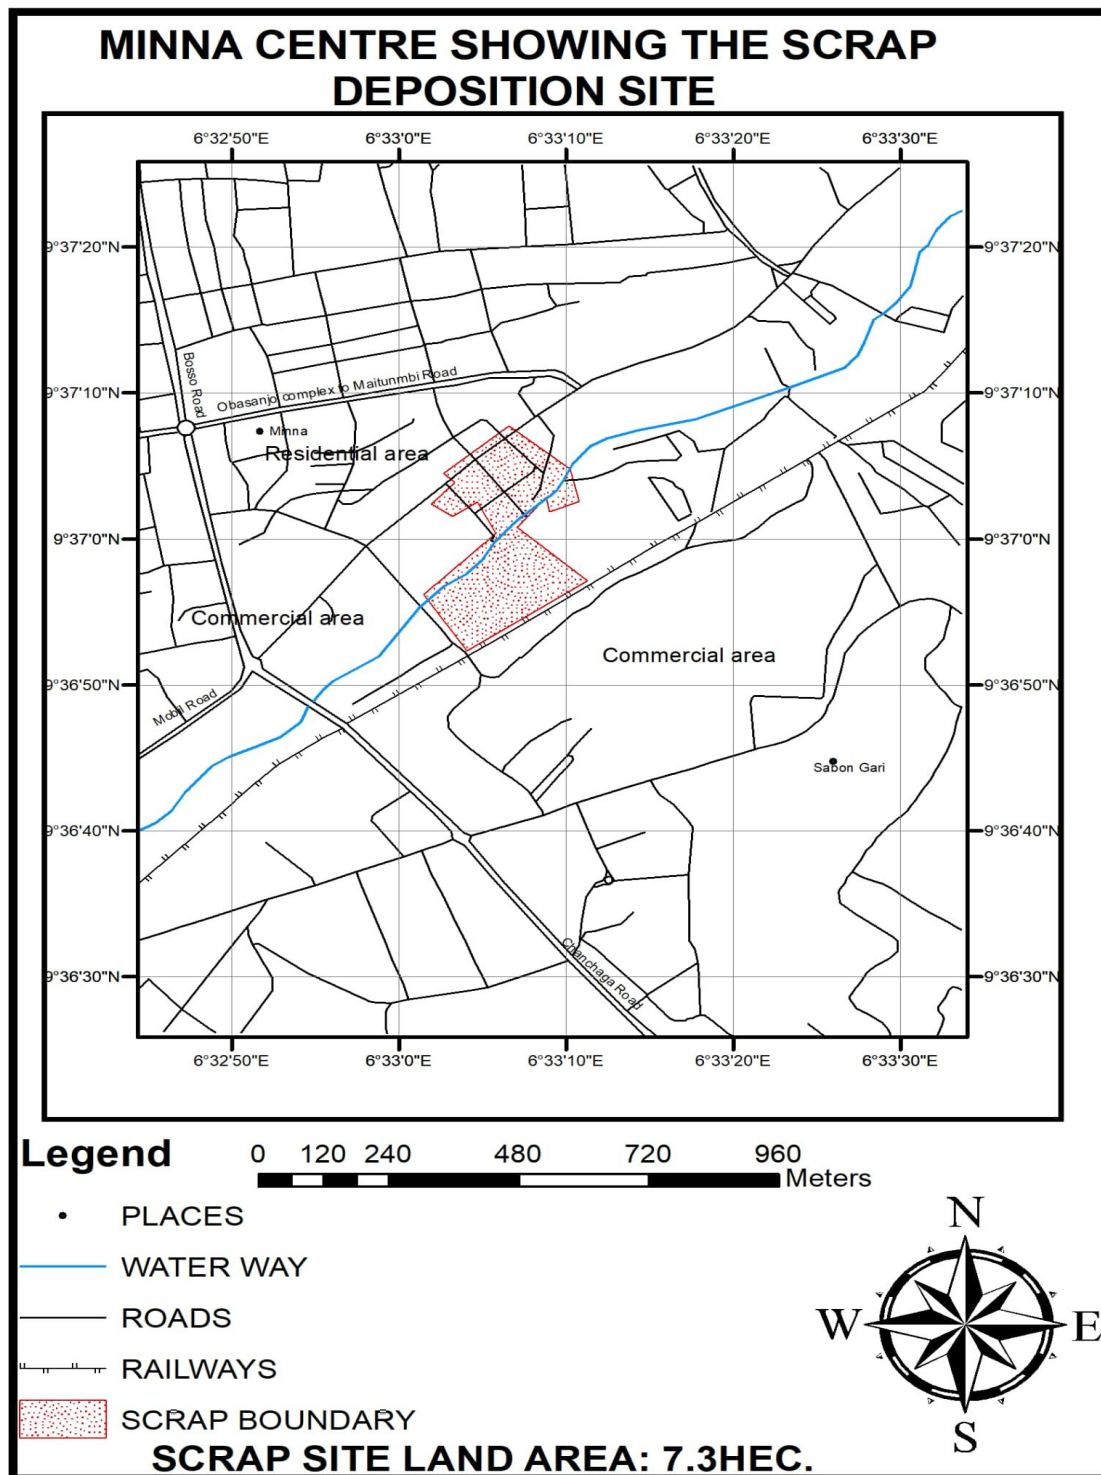 MINNA CENTRE SHOWING THE SCRAP
DEPOSITION SITE
6°32'50"E 6°33'0"E 6°33'10"E 6°33'20"E 6°33'30"E
9°37'20"N 9°37'20"N
Bosso Road
Obasanjo complex to Maitunmbi Road
9°37'10"N 9°37'10"N
Minna
Residential area
9°37'0"N 9°37'0"N
Commercial area
Commercial area
9°36'50"N 9°36'50"N
Mobil Road
Sabon Gari
9°36'40"N 9°36'40"N
Chanchaga Road
9°36'30"N 9°36'30"N
6°32'50"E 6°33'0"E 6°33'10"E 6°33'20"E 6°33'30"E
Legend
0 120 240 480 720 960
Meters
PLACES
WATER WAY
ROADS
RAILWAYS
SCRAP BOUNDARY
N
W E
S
SCRAP SITE LAND AREA: 7.3HEC.